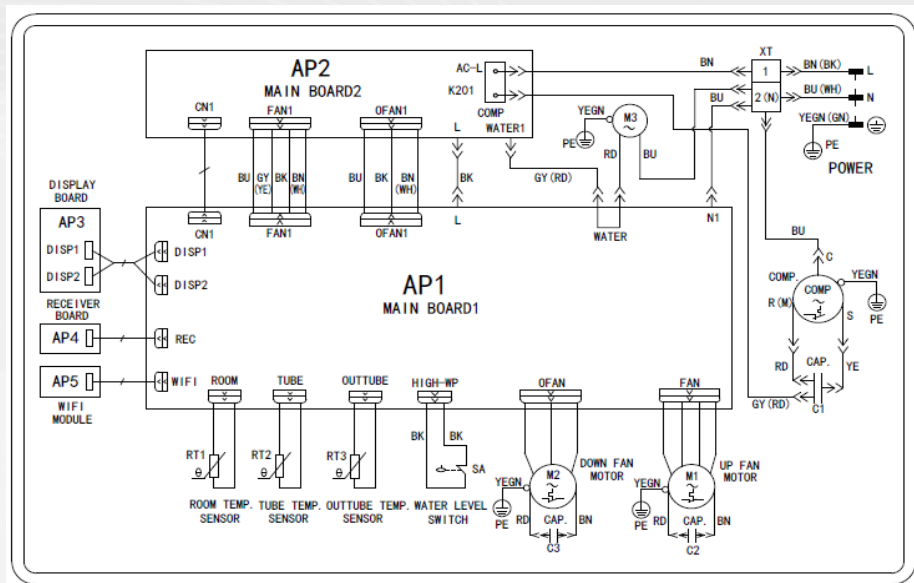 AP2
MAIN BOARD2
AC-L
K201
COMP
CN1
FAN1
OFAN1
L
WATER1
BN
XT
1
2(N)
BN(BK)
L
BU(WH)
N
YEGN(GN)
PE
POWER
BU
YEGN
PE
M3
~
RD
BU
BU
GY
(YE)
BK
BN
(WH)
BU
BK
BN
(WH)
BK
GY(RD)
DISPLAY
BOARD
AP3
DISP1
DISP2
CN1
FAN1
OFAN1
L
WATER
N1
DISP1
DISP2
AP1
MAIN BOARD1
BU
C
COMP.
COMP
~
YEGN
PE
R(M)
S
RECEIVER
BOARD
AP4
REC
RD
CAP.
YE
C1
GY(RD)
AP5
WIFI
WIFI
MODULE
ROOM
TUBE
OUTTUBE
HIGH-WP
OFAN
FAN
BK
BK
RT1
θ
RT2
θ
RT3
θ
SA
ROOM TEMP.
SENSOR
TUBE TEMP.
SENSOR
OUTTUBE TEMP.
SENSOR
WATER LEVEL
SWITCH
YEGN
PE
M2
~
DOWN FAN
MOTOR
RD
CAP.
BN
C3
YEGN
PE
M1
~
UP FAN
MOTOR
RD
CAP.
BN
C2